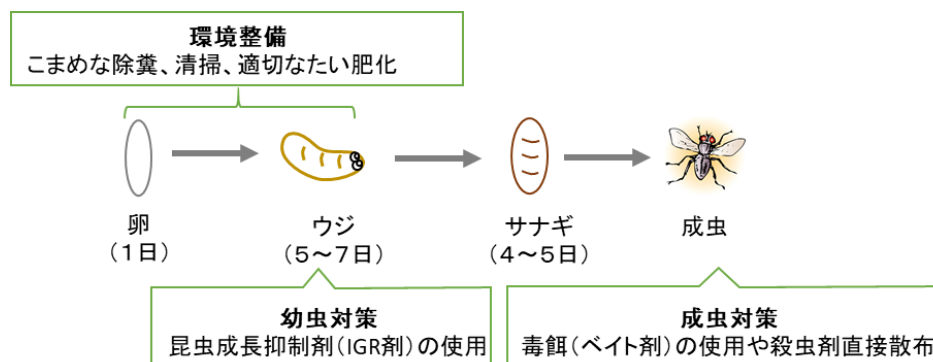 環境整備
こまめな除糞、清掃、適切なたい肥化
卵
(1日)
ウジ
(5~7日)
サナギ
(4~5日)
成虫
幼虫対策
昆虫成長抑制剤(IGR剤)の使用
成虫対策
毒餌(ベイト剤)の使用や殺虫剤直接散布